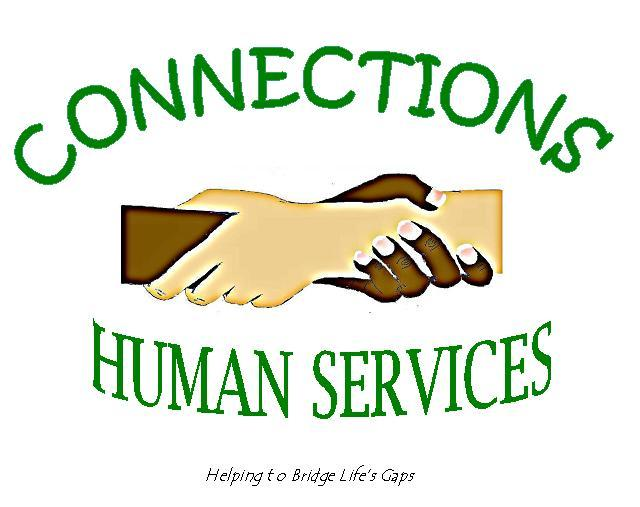 CONNECTIONS
HUMAN SERVICES
Helping to Bridge Life's Gaps